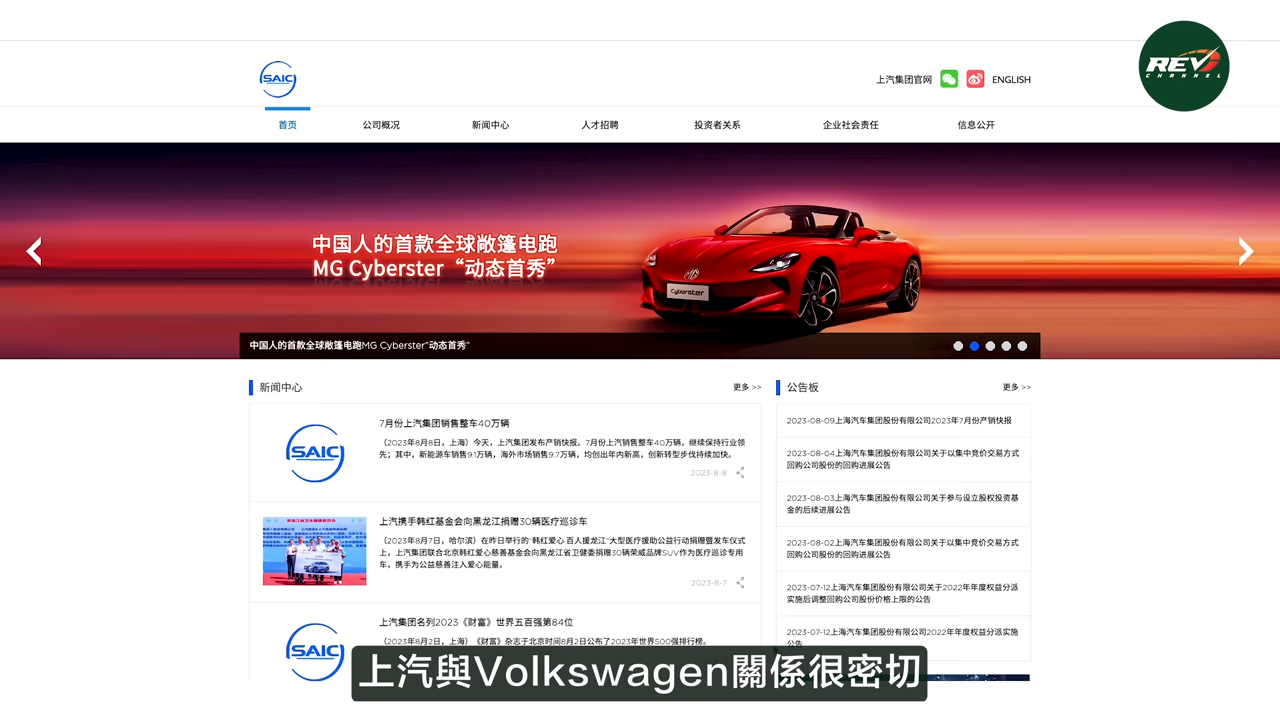 REV
CHANNEL
SAIC
上汽集团官网
ENGLISH
首页
公司概况
新闻中心
人才招聘
投资者关系
企业社会责任
信息公开
中国人的首款全球敞篷电跑
MG Cyberster“动态首秀”
MG
Cyberster
中国人的首款全球敞篷电跑MG Cyberster“动态首秀”
新闻中心
更多 >>
SAIC
7月份上汽集团销售整车40万辆
（2023年8月8日，上海）今天，上汽集团发布产销快报。7月份上汽销售整车40万辆，继续保持行业领
先；其中，新能源车销售9.1万辆，海外市场销售9.7万辆，均创出年内新高，创新转型步伐持续加快。
2023-8-8
上汽携手韩红基金会向黑龙江捐赠30辆医疗巡诊车
（2023年8月7日，哈尔滨）在昨日举行的“韩红爱心 百人援龙江”大型医疗援助公益行动捐赠暨发车仪式
上，上汽集团联合北京韩红爱心慈善基金会向黑龙江省卫健委捐赠30辆荣威品牌SUV作为医疗巡诊专用
车，携手为公益慈善注入爱心能量。
2023-8-7
SAIC
上汽集团名列2023《财富》世界五百强第84位
（2023年8月2日，上海）《财富》杂志于北京时间8月2日公布了2023年世界500强排行榜。
公告板
更多 >>
2023-08-09上海汽车集团股份有限公司2023年7月份产销快报
2023-08-04上海汽车集团股份有限公司关于以集中竞价交易方式
回购公司股份的回购进展公告
2023-08-03上海汽车集团股份有限公司关于参与设立股权投资基
金的后续进展公告
2023-08-02上海汽车集团股份有限公司关于以集中竞价交易方式
回购公司股份的回购进展公告
2023-07-12上海汽车集团股份有限公司关于2022年年度权益分派
实施后调整回购公司股份价格上限的公告
2023-07-12上海汽车集团股份有限公司2022年年度权益分派实施
公告
上汽與Volkswagen關係很密切